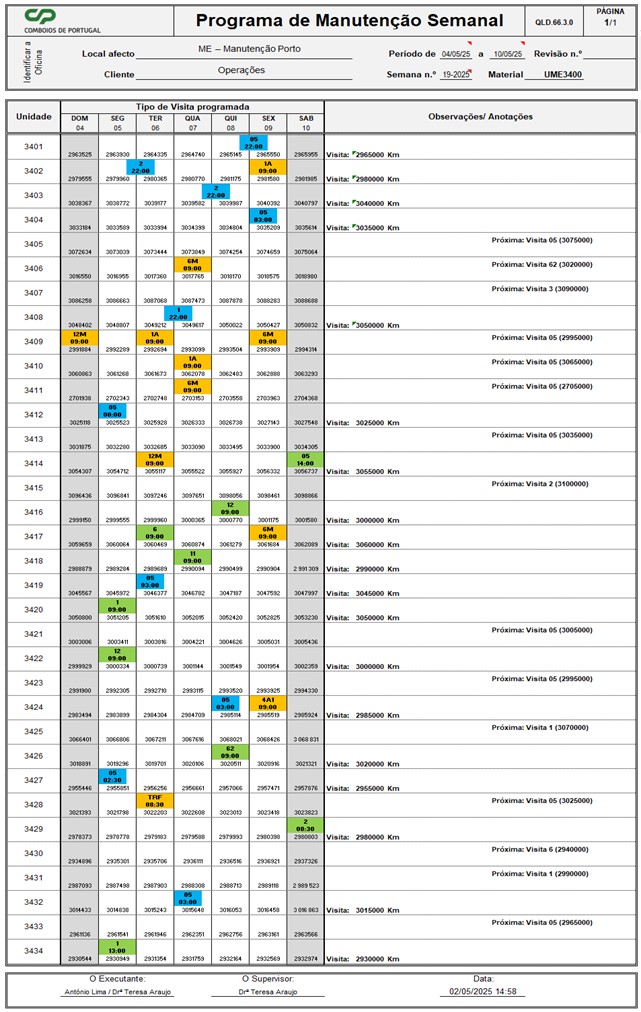 CP
COMBOIOS DE PORTUGAL
Programa de Manutenção Semanal
QLD.66.3.0
PÁGINA
1/1
Identificar a Oficina
Local afecto ME – Manutenção Porto
Período de 04/05/25 a 10/05/25 Revisão n.º
Cliente Operações
Semana n.º 19-2025 Material UME3400
Unidade Tipo de Visita programada Observações/ Anotações
DOM SEG TER QUA QUI SEX SAB
04 05 06 07 08 09 10
05
22:00
3401 2963525 2963930 2964335 2964740 2965145 2965550 2965955 Visita: 2965000 Km
2 1A
22:00 09:00
3402 2979555 2979960 2980365 2980770 2981175 2981580 2981985 Visita: 2980000 Km
2
22:00
3403 3038367 3038772 3039177 3039582 3039987 3040392 3040797 Visita: 3040000 Km
05
03:00
3404 3033184 3033589 3033994 3034399 3034804 3035209 3035614 Visita: 3035000 Km
Próxima: Visita 05 (3075000)
3405 3072634 3073039 3073444 3073849 3074254 3074659 3075064
6M Próxima: Visita 62 (3020000)
09:00
3406 3016550 3016955 3017360 3017765 3018170 3018575 3018980
Próxima: Visita 3 (3090000)
3407 3086258 3086663 3087068 3087473 3087878 3088283 3088688
1
22:00
3408 3048402 3048807 3049212 3049617 3050022 3050427 3050832 Visita: 3050000 Km
12M 1A 6M Próxima: Visita 05 (2995000)
09:00 09:00 09:00
3409 2991884 2992289 2992694 2993099 2993504 2993909 2994314
1A Próxima: Visita 05 (3065000)
09:00
3410 3060863 3061268 3061673 3062078 3062483 3062888 3063293
6M Próxima: Visita 05 (2705000)
09:00
3411 2701938 2702343 2702748 2703153 2703558 2703963 2704368
05
00:00
3412 3025118 3025523 3025928 3026333 3026738 3027143 3027548 Visita: 3025000 Km
Próxima: Visita 05 (3035000)
3413 3031875 3032280 3032685 3033090 3033495 3033900 3034305
12M 05
09:00 14:00
3414 3054307 3054712 3055117 3055522 3055927 3056332 3056737 Visita: 3055000 Km
Próxima: Visita 2 (3100000)
3415 3096436 3096841 3097246 3097651 3098056 3098461 3098866
12
09:00
3416 2999150 2999555 2999960 3000365 3000770 3001175 3001580 Visita: 3000000 Km
6 6M
09:00 09:00
3417 3059659 3060064 3060469 3060874 3061279 3061684 3062089 Visita: 3060000 Km
11
09:00
3418 2988879 2989284 2989689 2990094 2990499 2990904 2 991 309 Visita: 2990000 Km
05
03:00
3419 3045567 3045972 3046377 3046782 3047187 3047592 3047997 Visita: 3045000 Km
1
09:00
3420 3050800 3051205 3051610 3052015 3052420 3052825 3053230 Visita: 3050000 Km
Próxima: Visita 05 (3005000)
3421 3003006 3003411 3003816 3004221 3004626 3005031 3005436
12
09:00
3422 2999929 3000334 3000739 3001144 3001549 3001954 3002359 Visita: 3000000 Km
Próxima: Visita 05 (2995000)
3423 2991900 2992305 2992710 2993115 2993520 2993925 2994330
05 4A1
03:00 09:00
3424 2983494 2983899 2984304 2984709 2985114 2985519 2985924 Visita: 2985000 Km
Próxima: Visita 1 (3070000)
3425 3066401 3066806 3067211 3067616 3068021 3068426 3 068 831
62
09:00
3426 3018891 3019296 3019701 3020106 3020511 3020916 3021321 Visita: 3020000 Km
05
02:30
3427 2955446 2955851 2956256 2956661 2957066 2957471 2957876 Visita: 2955000 Km
TRF Próxima: Visita 05 (3025000)
08:30
3428 3021393 3021798 3022203 3022608 3023013 3023418 3023823
2
08:30
3429 2978373 2978778 2979183 2979588 2979993 2980398 2980803 Visita: 2980000 Km
Próxima: Visita 6 (2940000)
3430 2934896 2935301 2935706 2936111 2936516 2936921 2937326
Próxima: Visita 1 (2990000)
3431 2987093 2987498 2987903 2988308 2988713 2989118 2 989 523
05
03:00
3432 3014433 3014838 3015243 3015648 3016053 3016458 3 016 863 Visita: 3015000 Km
Próxima: Visita 05 (2965000)
3433 2961136 2961541 2961946 2962351 2962756 2963161 2963566
1
13:00
3434 2930544 2930949 2931354 2931759 2932164 2932569 2932974 Visita: 2930000 Km
O Executante: O Supervisor: Data:
António Lima / Drª Teresa Araujo Drª Teresa Araujo 02/05/2025 14:58